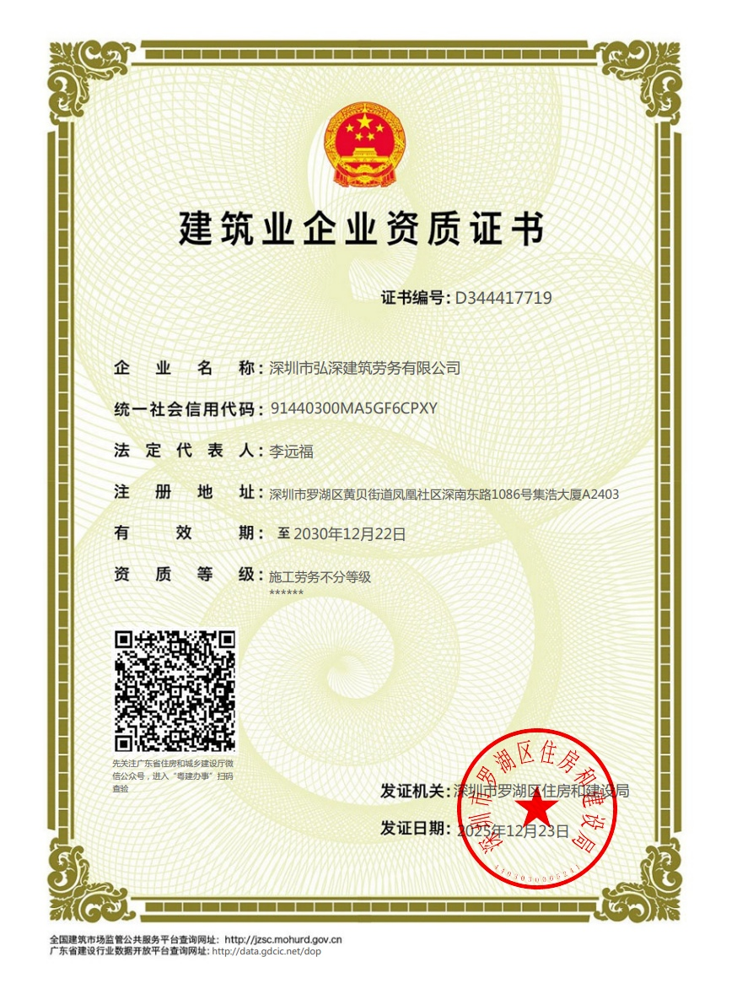 建筑业企业资质证书
证书编号：D344417719
企业名称：深圳市弘深建筑劳务有限公司
统一社会信用代码：91440300MA5GF6CPXY
法定代表人：李远福
注册地址：深圳市罗湖区黄贝街道凤凰社区深南东路1086号集浩大厦A2403
有效期：至2030年12月22日
资质等级：施工劳务不分等级
******
先关注广东省住房和城乡建设厅微
信公众号，进入“粤建办事”扫码
查验
发证机关：深圳市罗湖区住房和建设局
发证日期：2025年12月23日
深圳市罗湖区住房和建设局
全国建筑市场监管公共服务平台查询网址：http://jzsc.mohurd.gov.cn
广东省建设行业数据开放平台查询网址：http://data.gdcic.net/dop